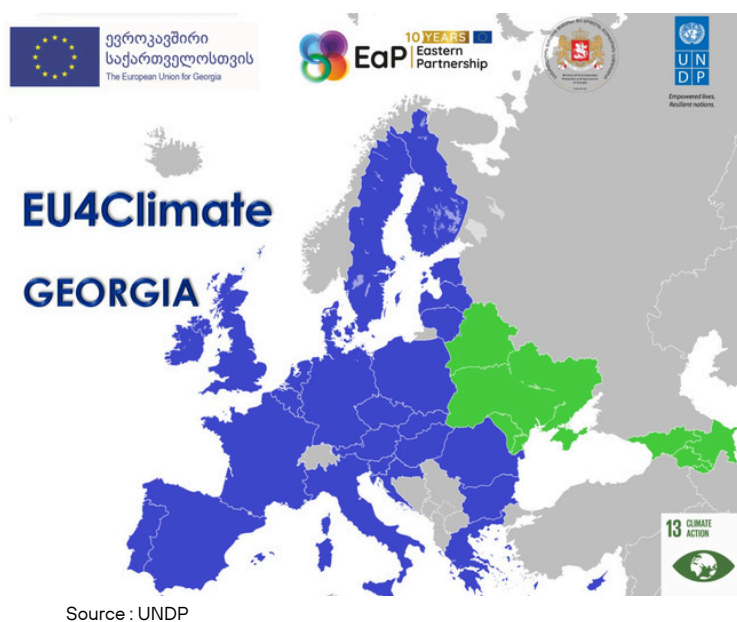 ევროკავშირი
საქართველოსთვის
The European Union for Georgia
10 YEARS
EaP
Eastern
Partnership
U N
D P
Empowered lives.
Resilient nations.
EU4Climate
GEORGIA
13 CLIMATE
ACTION
Source : UNDP